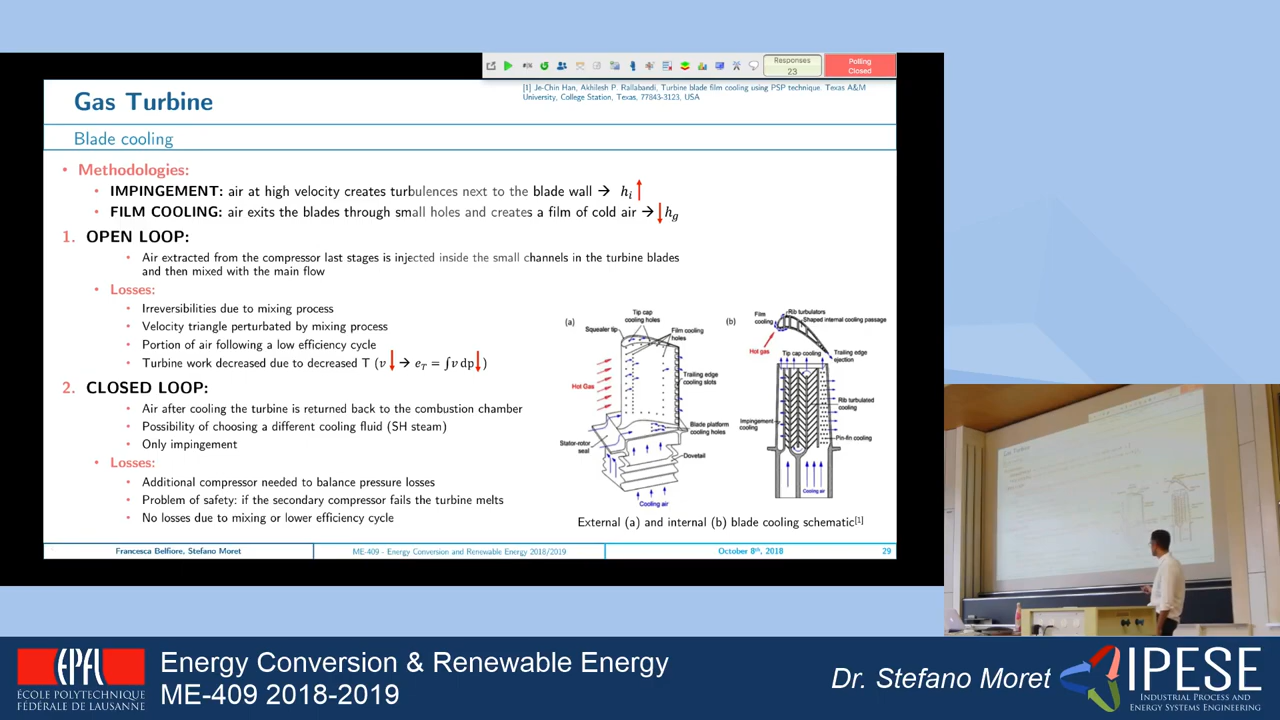 Responses
23
Polling
Closed
Gas Turbine
[1] Je-Chin Han, Akhilesh P. Rallabandi, Turbine blade film cooling using PSP technique. Texas A&M
University, College Station, Texas, 77843-3123, USA
Blade cooling
• Methodologies:
• IMPINGEMENT: air at high velocity creates turbulences next to the blade wall → hi ↑
• FILM COOLING: air exits the blades through small holes and creates a film of cold air → ↓ hg
1. OPEN LOOP:
• Air extracted from the compressor last stages is injected inside the small channels in the turbine blades
and then mixed with the main flow
• Losses:
• Irreversibilities due to mixing process
• Velocity triangle perturbated by mixing process
• Portion of air following a low efficiency cycle
• Turbine work decreased due to decreased T (v ↓ → eT = ∫v dp ↓)
2. CLOSED LOOP:
• Air after cooling the turbine is returned back to the combustion chamber
• Possibility of choosing a different cooling fluid (SH steam)
• Only impingement
• Losses:
• Additional compressor needed to balance pressure losses
• Problem of safety: if the secondary compressor fails the turbine melts
• No losses due to mixing or lower efficiency cycle
(a)
Tip cap
cooling holes
Squealer tip
Film cooling
holes
Hot Gas
Trailing edge
cooling slots
Blade platform
cooling holes
Stator-rotor
seal
Dovetail
Cooling air
(b)
Film
cooling
Rib turbulators
Shaped internal cooling passage
Hot gas
Tip cap cooling
Trailing edge
ejection
Rib turbulated
cooling
Impingement
cooling
Pin-fin cooling
Cooling air
External (a) and internal (b) blade cooling schematic[1]
Francesca Belfiore, Stefano Moret
ME-409 - Energy Conversion and Renewable Energy 2018/2019
October 8th, 2018
29
EPFL
ÉCOLE POLYTECHNIQUE
FÉDÉRALE DE LAUSANNE
Energy Conversion & Renewable Energy
ME-409 2018-2019
Dr. Stefano Moret
IPESE
INDUSTRIAL PROCESS AND
ENERGY SYSTEMS ENGINEERING